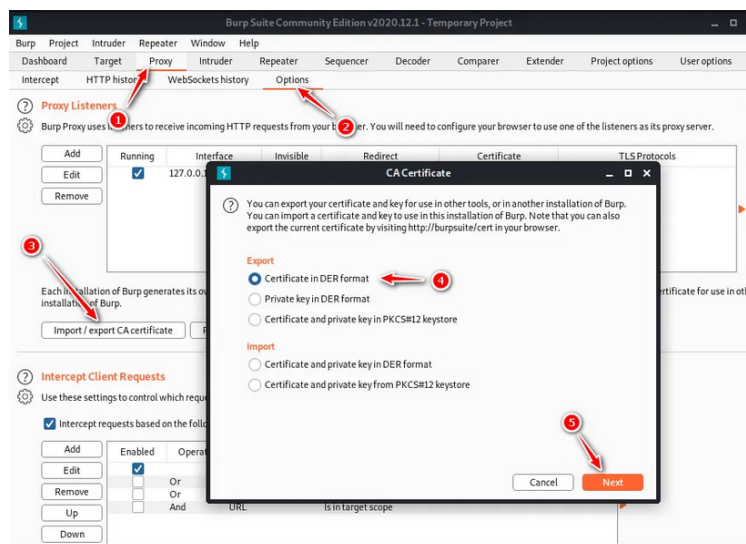 Burp Suite Community Edition v2020.12.1 - Temporary Project
Burp Project Intruder Repeater Window Help
Dashboard Target Proxy Intruder Repeater Sequencer Decoder Comparer Extender Project options User options
Intercept HTTP histor WebSockets history Options
1
2
Proxy Listeners
Burp Proxy uses listeners to receive incoming HTTP requests from your browser. You will need to configure your browser to use one of the listeners as its proxy server.
Add
Edit
Remove
Running Interface Invisible Redirect Certificate TLS Protocols
127.0.0.1
CA Certificate
You can export your certificate and key for use in other tools, or in another installation of Burp.
You can import a certificate and key to use in this installation of Burp. Note that you can also
export the current certificate by visiting http://burpsuite/cert in your browser.
Export
Certificate in DER format
4
Private key in DER format
Certificate and private key in PKCS#12 keystore
Import
Certificate and private key in DER format
Certificate and private key from PKCS#12 keystore
5
Cancel Next
3
Each installation of Burp generates its ow
ertificate for use in ot
installation of Burp.
Import / export CA certificate
Intercept Client Requests
Use these settings to control which reque
Intercept requests based on the follo
Add
Edit
Remove
Up
Down
Enabled Operat
Or
Or
And URL Is in target scope